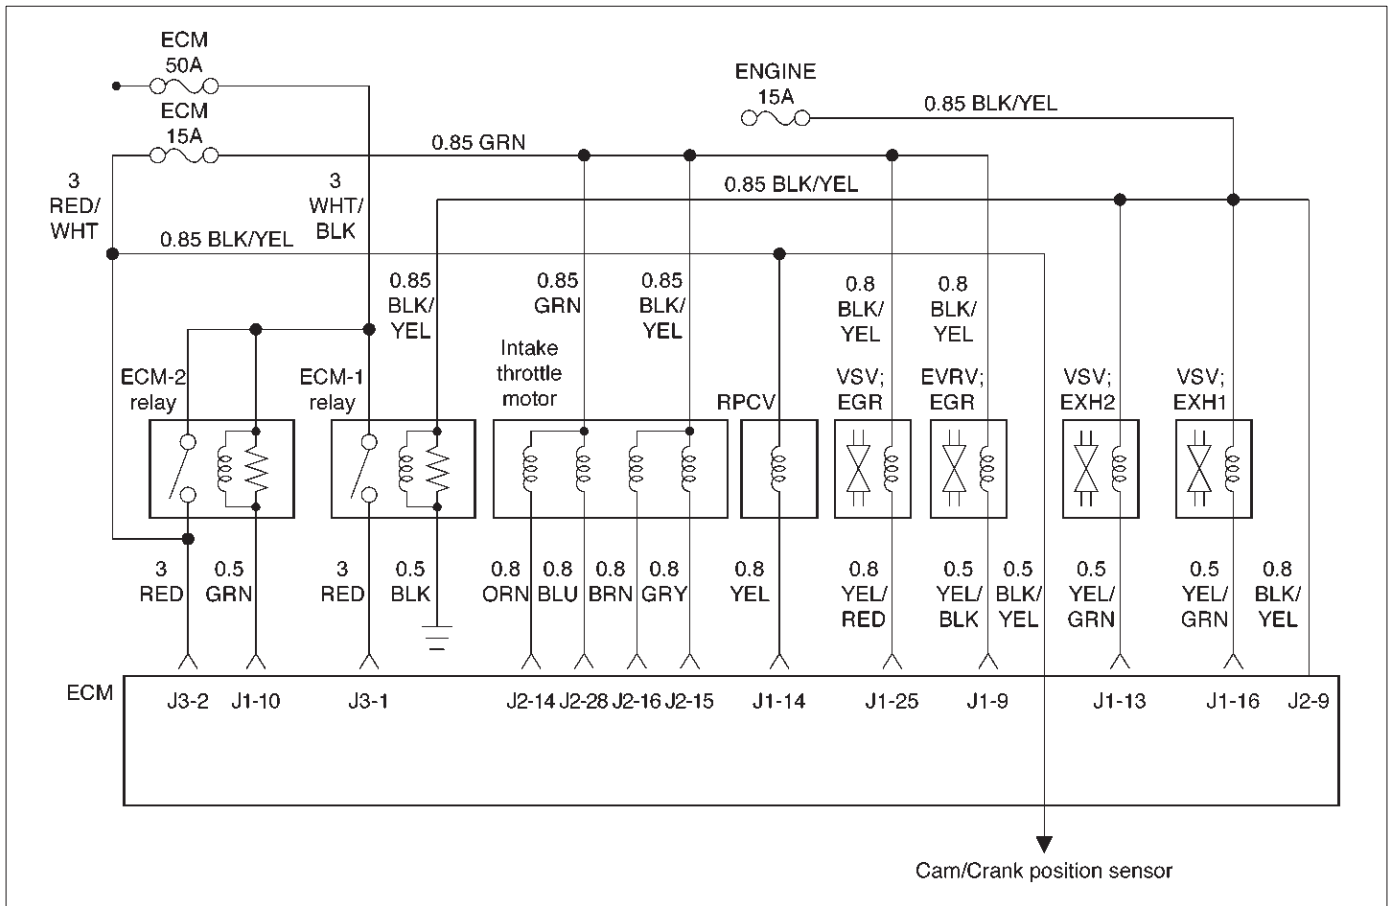 ECM
50A
ECM
15A
ENGINE
15A
0.85 BLK/YEL
0.85 GRN
3
RED/
WHT
3
WHT/
BLK
0.85 BLK/YEL
0.85 BLK/YEL
0.85
BLK/
YEL
0.85
GRN
0.85
BLK/
YEL
0.8
BLK/
YEL
0.8
BLK/
YEL
ECM-2
relay
ECM-1
relay
Intake
throttle
motor
RPCV
VSV;
EGR
EVRV;
EGR
VSV;
EXH2
VSV;
EXH1
3
RED
0.5
GRN
3
RED
0.5
BLK
0.8
ORN
0.8
BLU
0.8
BRN
0.8
GRY
0.8
YEL
0.8
YEL/
RED
0.5
YEL/
BLK
0.5
BLK/
YEL
0.5
YEL/
GRN
0.5
YEL/
GRN
0.8
BLK/
YEL
ECM
J3-2 J1-10 J3-1 J2-14 J2-28 J2-16 J2-15 J1-14 J1-25 J1-9 J1-13 J1-16 J2-9
Cam/Crank position sensor